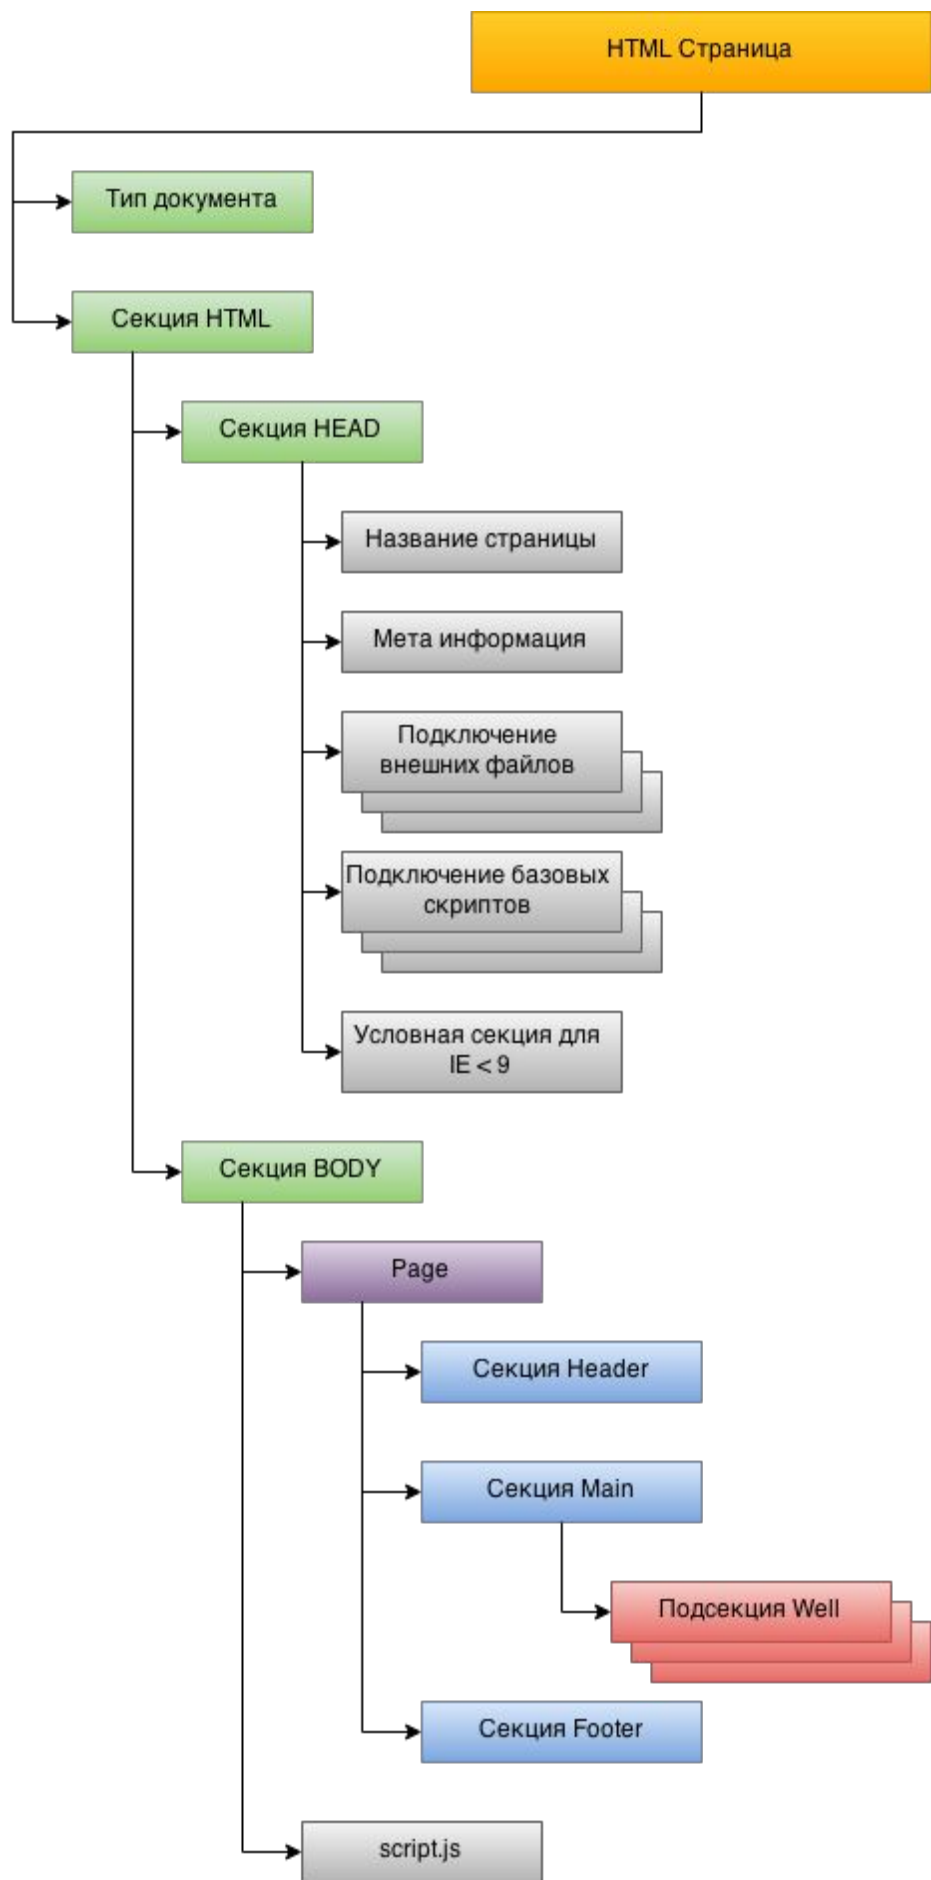 HTML Страница
Тип документа
Секция HTML
Секция HEAD
Название страницы
Мета информация
Подключение
внешних файлов
Подключение базовых
скриптов
Условная секция для
IE < 9
Секция BODY
Page
Секция Header
Секция Main
Подсекция Well
Секция Footer
script.js